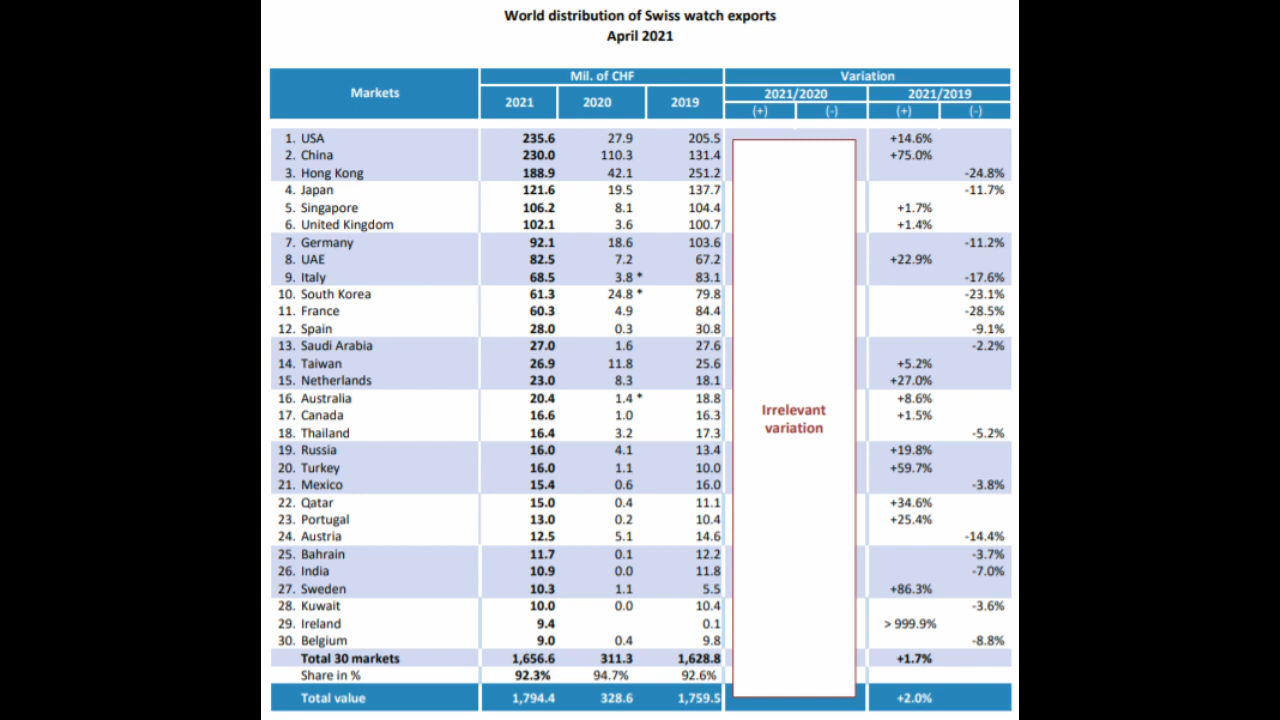 World distribution of Swiss watch exports
April 2021
Markets Mil. of CHF Variation
2021 2020 2019 2021/2020 2021/2019
(+) (-) (+) (-)
1. USA 235.6 27.9 205.5 +14.6%
2. China 230.0 110.3 131.4 +75.0%
3. Hong Kong 188.9 42.1 251.2 -24.8%
4. Japan 121.6 19.5 137.7 -11.7%
5. Singapore 106.2 8.1 104.4 +1.7%
6. United Kingdom 102.1 3.6 100.7 +1.4%
7. Germany 92.1 18.6 103.6 -11.2%
8. UAE 82.5 7.2 67.2 +22.9%
9. Italy 68.5 3.8 * 83.1 -17.6%
10. South Korea 61.3 24.8 * 79.8 -23.1%
11. France 60.3 4.9 84.4 -28.5%
12. Spain 28.0 0.3 30.8 -9.1%
13. Saudi Arabia 27.0 1.6 27.6 -2.2%
14. Taiwan 26.9 11.8 25.6 +5.2%
15. Netherlands 23.0 8.3 18.1 +27.0%
16. Australia 20.4 1.4 * 18.8 +8.6%
17. Canada 16.6 1.0 16.3 +1.5%
18. Thailand 16.4 3.2 17.3 -5.2%
19. Russia 16.0 4.1 13.4 +19.8%
20. Turkey 16.0 1.1 10.0 +59.7%
21. Mexico 15.4 0.6 16.0 -3.8%
22. Qatar 15.0 0.4 11.1 +34.6%
23. Portugal 13.0 0.2 10.4 +25.4%
24. Austria 12.5 5.1 14.6 -14.4%
25. Bahrain 11.7 0.1 12.2 -3.7%
26. India 10.9 0.0 11.8 -7.0%
27. Sweden 10.3 1.1 5.5 +86.3%
28. Kuwait 10.0 0.0 10.4 -3.6%
29. Ireland 9.4 0.1 > 999.9%
30. Belgium 9.0 0.4 9.8 -8.8%
Total 30 markets 1,656.6 311.3 1,628.8 +1.7%
Share in % 92.3% 94.7% 92.6%
Total value 1,794.4 328.6 1,759.5 +2.0%
Irrelevant
variation